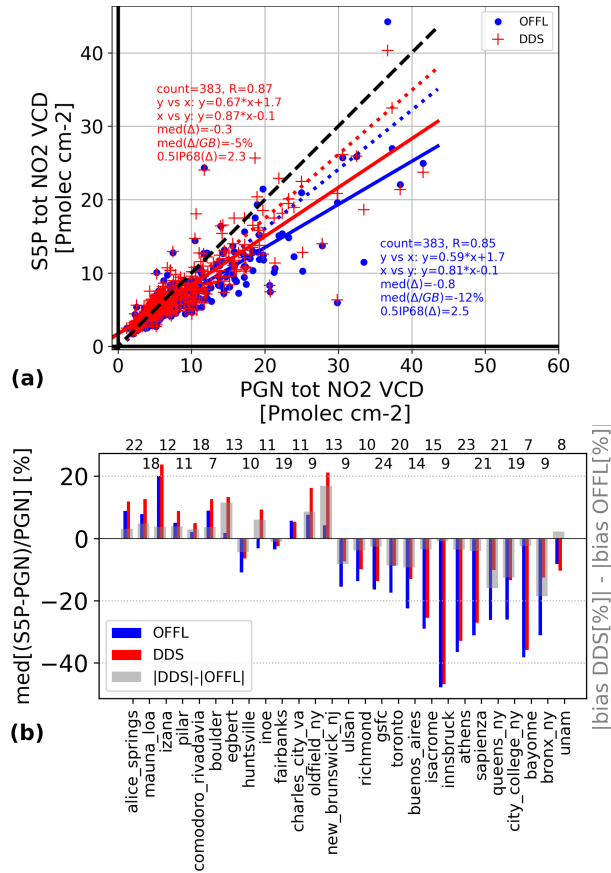 OFFL
DDS
count=383, R=0.87
y vs x: y=0.67*x+1.7
x vs y: y=0.87*x-0.1
med(Δ)=-0.3
med(Δ/GB)=-5%
0.5IP68(Δ)=2.3
count=383, R=0.85
y vs x: y=0.59*x+1.7
x vs y: y=0.81*x-0.1
med(Δ)=-0.8
med(Δ/GB)=-12%
0.5IP68(Δ)=2.5
S5P tot NO2 VCD
[Pmolec cm-2]
40
30
20
10
0
0 10 20 30 40 50 60
PGN tot NO2 VCD
[Pmolec cm-2]
(a)
22 12 18 13 11 11 13 10 20 15 23 21 7 8
18 11 7 10 19 9 9 9 24 14 9 21 19 9
med[(S5P-PGN)/PGN] [%]
20
0
−20
−40
OFFL
DDS
|DDS|-|OFFL|
|bias DDS[%]| - |bias OFFL[%]|
alice_springs
mauna_loa
izana
pilar
comodoro_rivadavia
boulder
egbert
huntsville
inoe
fairbanks
charles_city_va
oldfield_ny
new_brunswick_nj
ulsan
richmond
gsfc
toronto
buenos_aires
isacrome
innsbruck
athens
sapienza
queens_ny
city_college_ny
bayonne
bronx_ny
unam
(b)